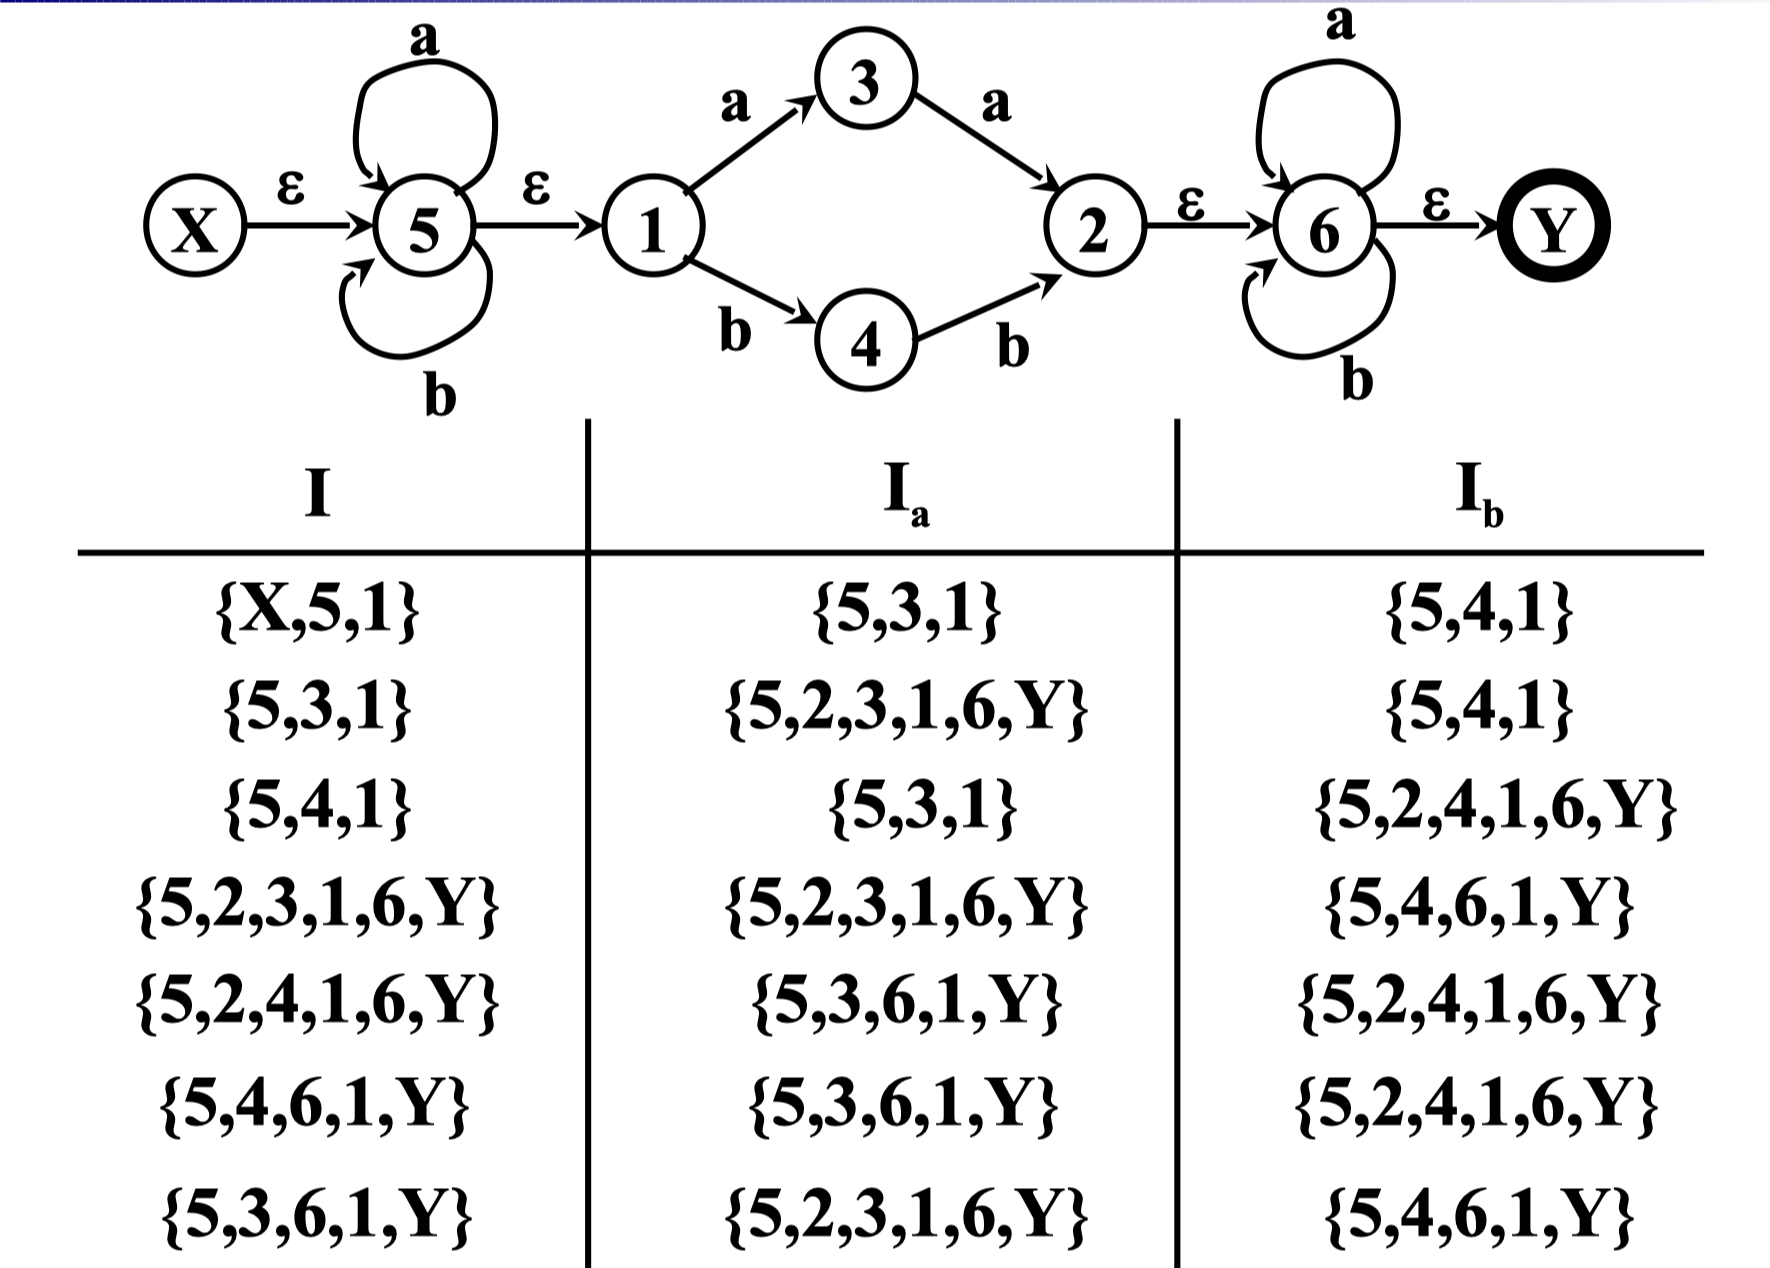 a a
3
a a
ε ε ε ε
X 5 1 2 6 Y
b 4 b
b b
I Iₐ I_b
{X,5,1} {5,3,1} {5,4,1}
{5,3,1} {5,2,3,1,6,Y} {5,4,1}
{5,4,1} {5,3,1} {5,2,4,1,6,Y}
{5,2,3,1,6,Y} {5,2,3,1,6,Y} {5,4,6,1,Y}
{5,2,4,1,6,Y} {5,3,6,1,Y} {5,2,4,1,6,Y}
{5,4,6,1,Y} {5,3,6,1,Y} {5,2,4,1,6,Y}
{5,3,6,1,Y} {5,2,3,1,6,Y} {5,4,6,1,Y}